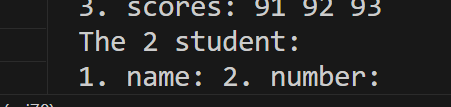 3. scores: 91 92 93
The 2 student:
1. name: 2. number: